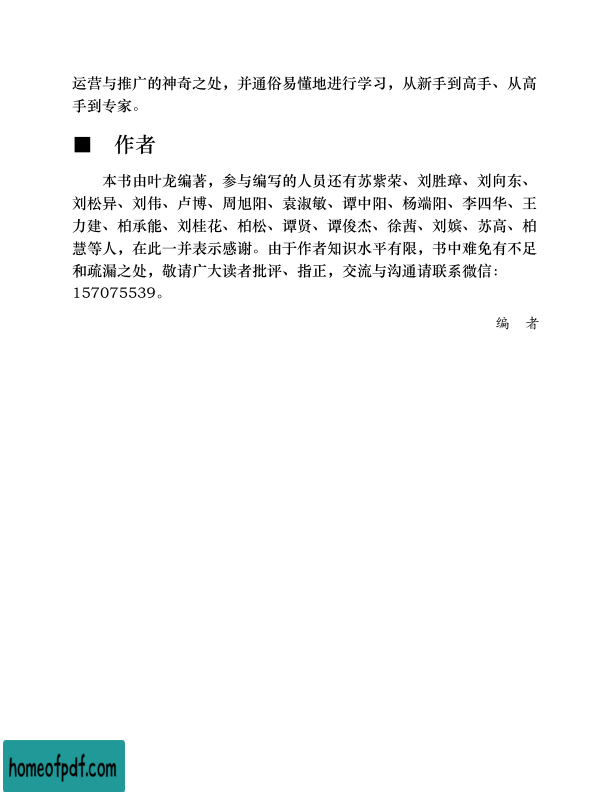 运营与推广的神奇之处，并通俗易懂地进行学习，从新手到高手、从高
手到专家。
■ 作者
本书由叶龙编著，参与编写的人员还有苏紫荣、刘胜璋、刘向东、
刘松异、刘伟、卢博、周旭阳、袁淑敏、谭中阳、杨端阳、李四华、王
力建、柏承能、刘桂花、柏松、谭贤、谭俊杰、徐茜、刘嫔、苏高、柏
慧等人，在此一并表示感谢。由于作者知识水平有限，书中难免有不足
和疏漏之处，敬请广大读者批评、指正，交流与沟通请联系微信：
157075539。
编 者
homeofpdf.com